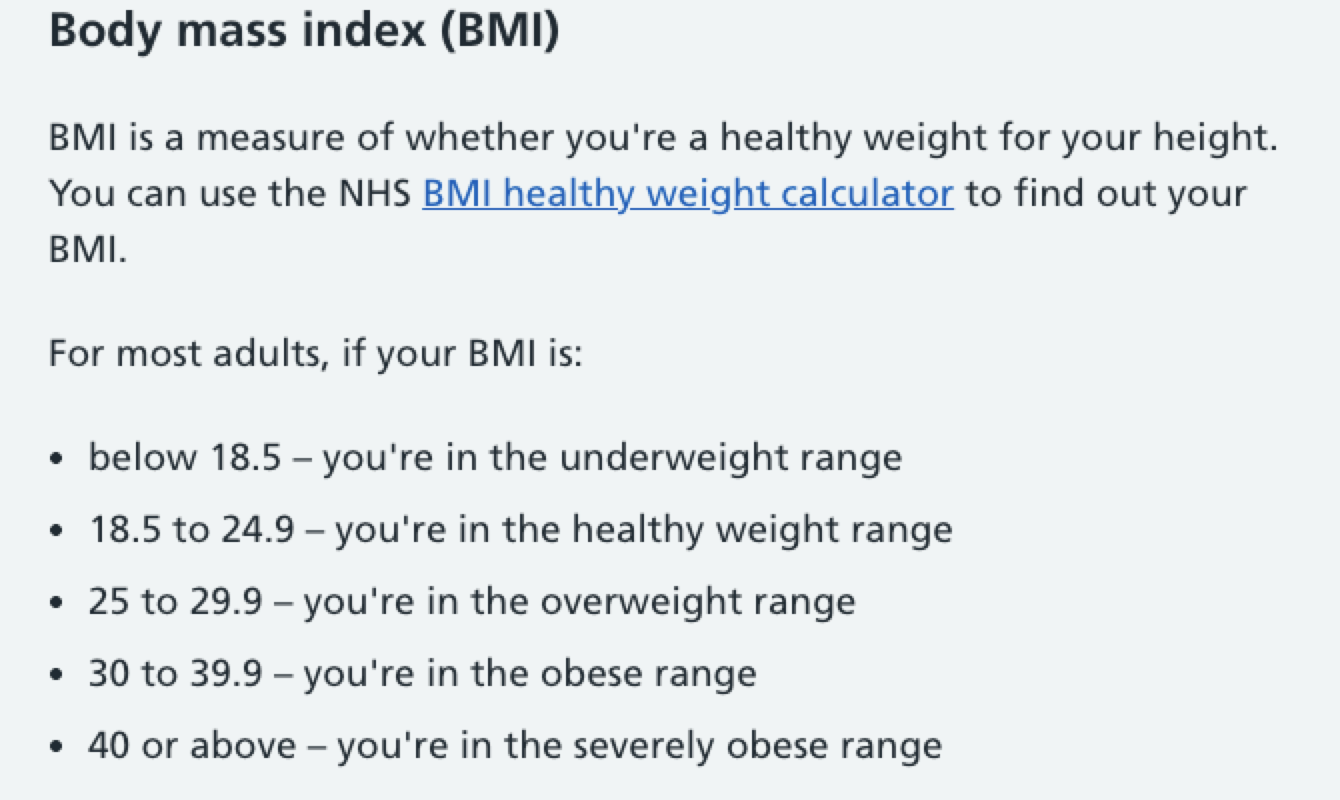 Body mass index (BMI)
BMI is a measure of whether you're a healthy weight for your height.
You can use the NHS BMI healthy weight calculator to find out your
BMI.
For most adults, if your BMI is:
• below 18.5 – you're in the underweight range
• 18.5 to 24.9 – you're in the healthy weight range
• 25 to 29.9 – you're in the overweight range
• 30 to 39.9 – you're in the obese range
• 40 or above – you're in the severely obese range